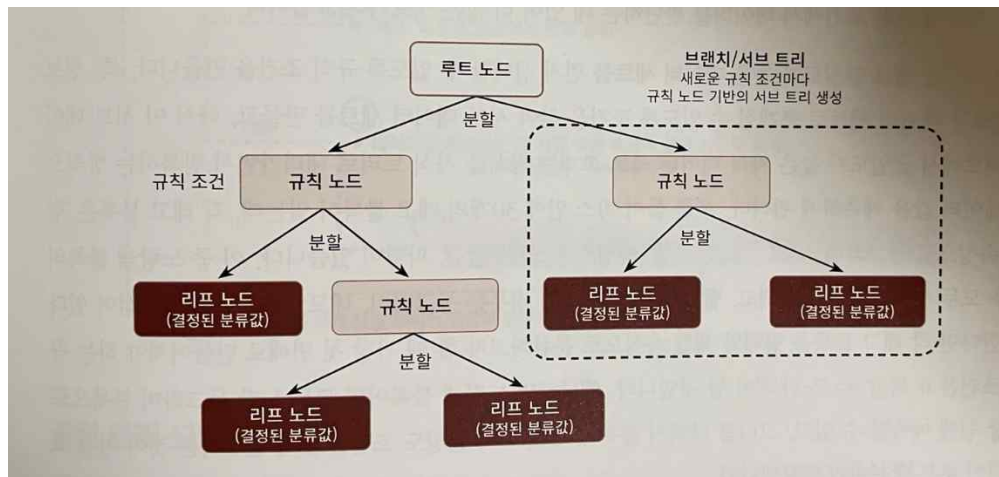 루트 노드
브랜치/서브 트리
새로운 규칙 조건마다
규칙 노드 기반의 서브 트리 생성
분할
규칙 조건
규칙 노드
규칙 노드
분할
분할
리프 노드
(결정된 분류값)
규칙 노드
리프 노드
(결정된 분류값)
리프 노드
(결정된 분류값)
분할
리프 노드
(결정된 분류값)
리프 노드
(결정된 분류값)